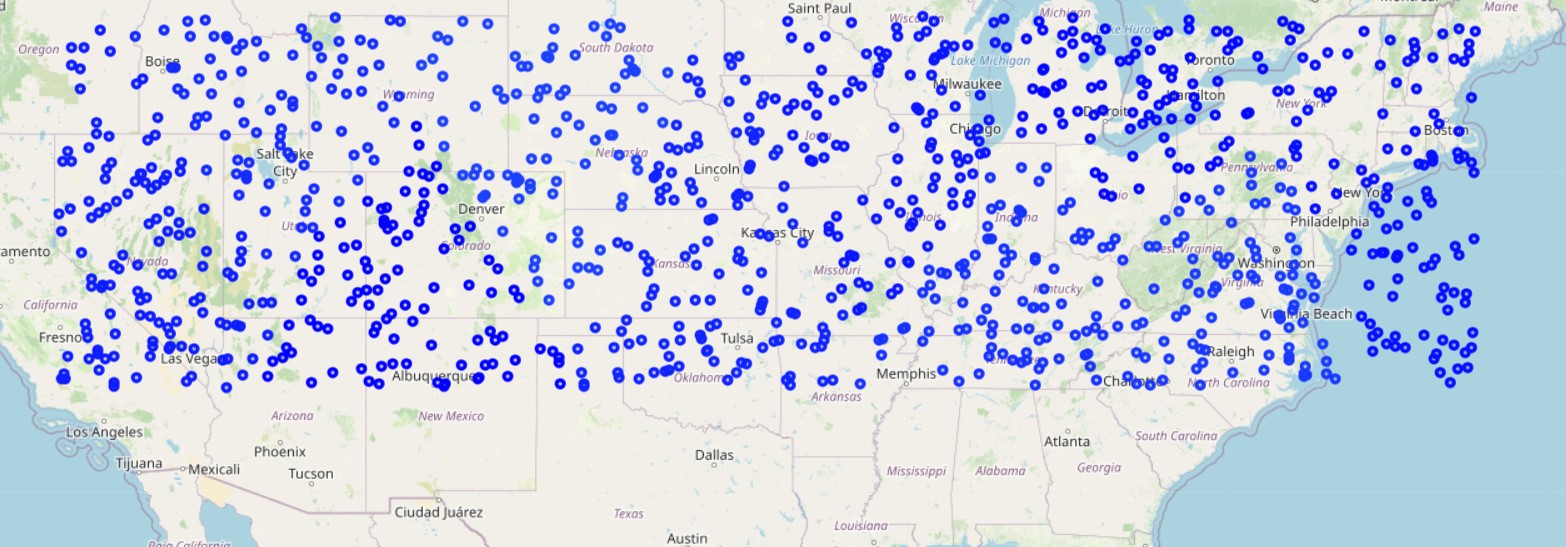 Saint Paul
Michigan
Maine
Wisc
Lake Huron
Oregon
South Dakota
Boise
Lake Michigan
Toronto
Milwaukee
Wyoming
Hamilton
New York
Detroit
Chicago
Boston
Iowa
Salt Lake
City
Nebraska
Lincoln
Pennsylvania
New York
Denver
Philadelphia
Illinois
Indiana
Kansas City
ramento
Colorado
West Virginia
Washington
Nevada
Kansas
Missouri
Virginia
Kentucky
California
Virginia Beach
Fresno
Tulsa
Raleigh
Las Vegas
Albuquerque
Oklahoma
Memphis
Charlotte
North Carolina
Arkansas
Arizona
New Mexico
Los Angeles
South Carolina
Atlanta
Phoenix
Dallas
Tijuana
Mexicali
Tucson
Mississippi
Alabama
Georgia
Ciudad Juárez
Texas
Louisiana
Austin
Baja California